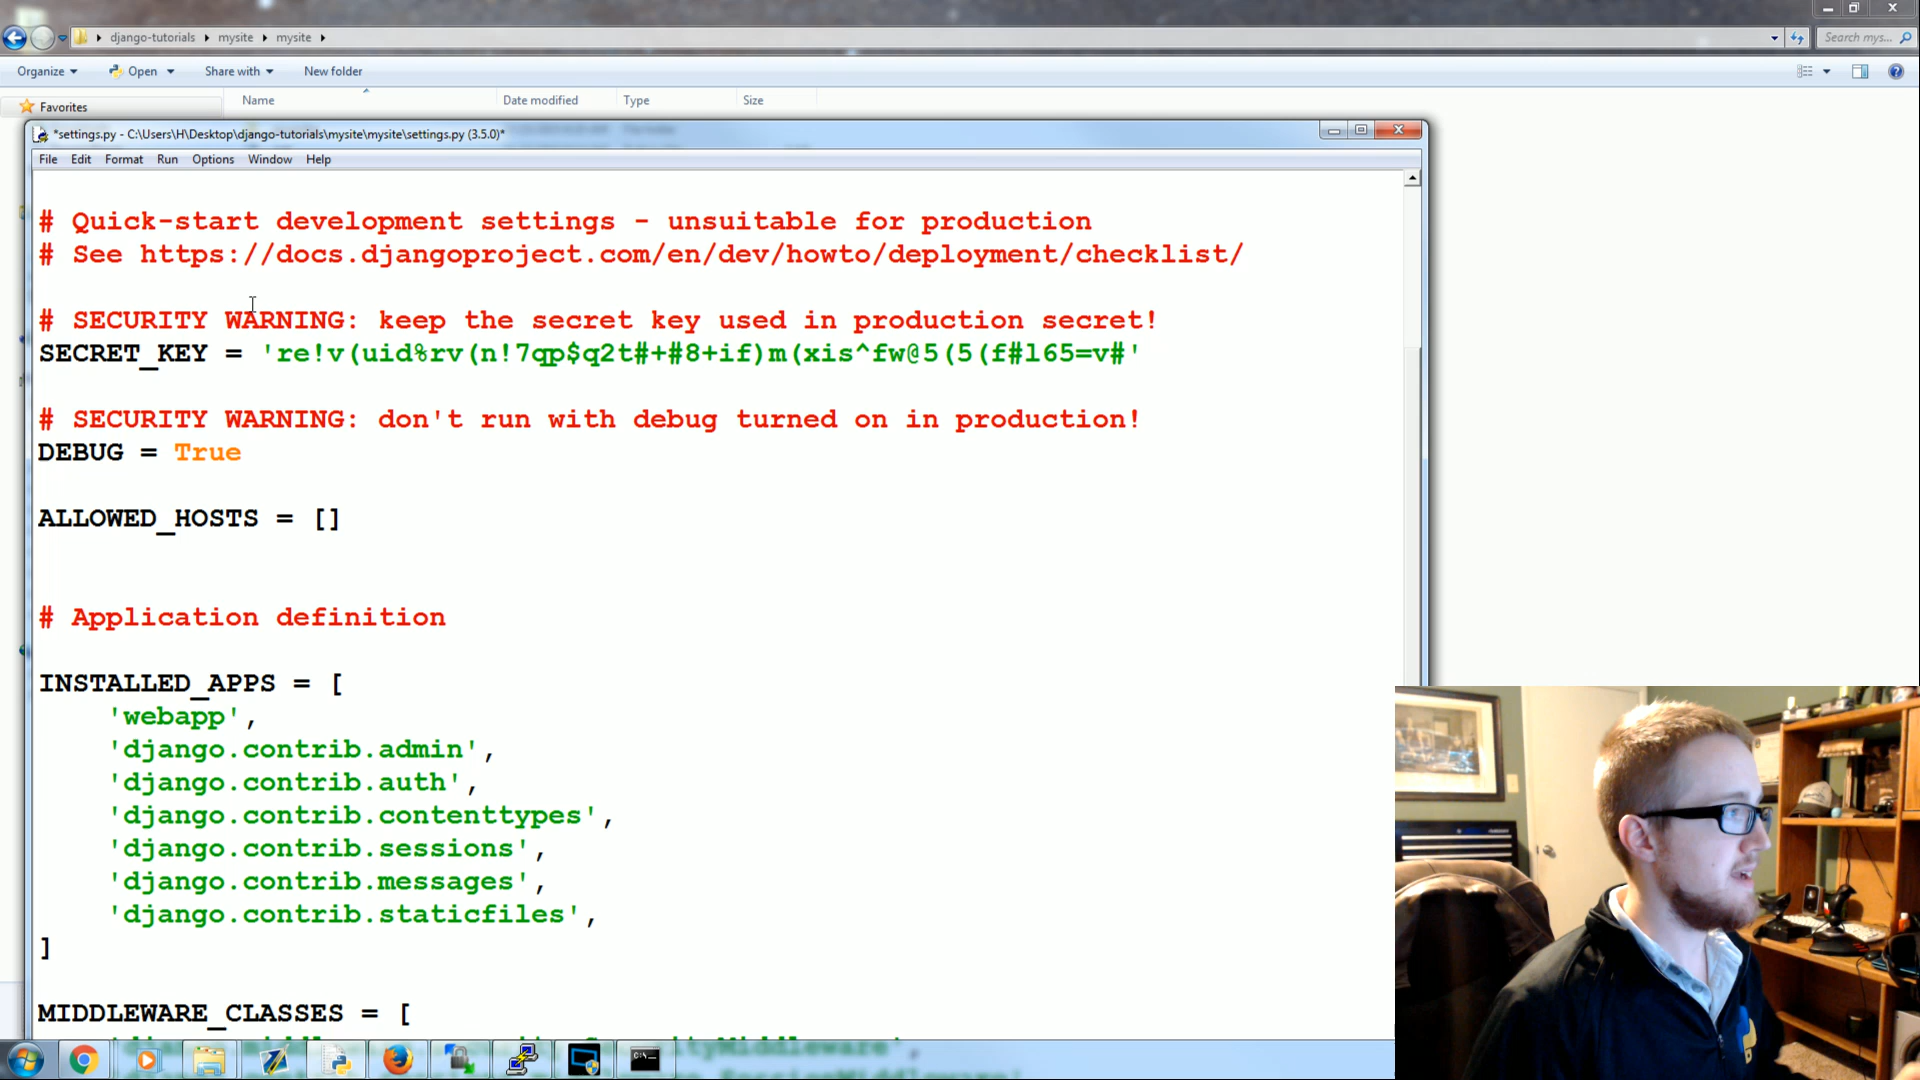 django-tutorials mysite mysite
Search mys...
Organize Open Share with New folder
Favorites
Name Date modified Type Size
*settings.py - C:\Users\H\Desktop\django-tutorials\mysite\mysite\settings.py (3.5.0)*
File Edit Format Run Options Window Help
# Quick-start development settings - unsuitable for production
# See https://docs.djangoproject.com/en/dev/howto/deployment/checklist/
# SECURITY WARNING: keep the secret key used in production secret!
SECRET_KEY = 're!v(uid%rv(n!7qp$q2t#+#8+if)m(xis^fw@5(5(f#l65=v#'
# SECURITY WARNING: don't run with debug turned on in production!
DEBUG = True
ALLOWED_HOSTS = []
# Application definition
INSTALLED_APPS = [
'webapp',
'django.contrib.admin',
'django.contrib.auth',
'django.contrib.contenttypes',
'django.contrib.sessions',
'django.contrib.messages',
'django.contrib.staticfiles',
]
MIDDLEWARE_CLASSES = [